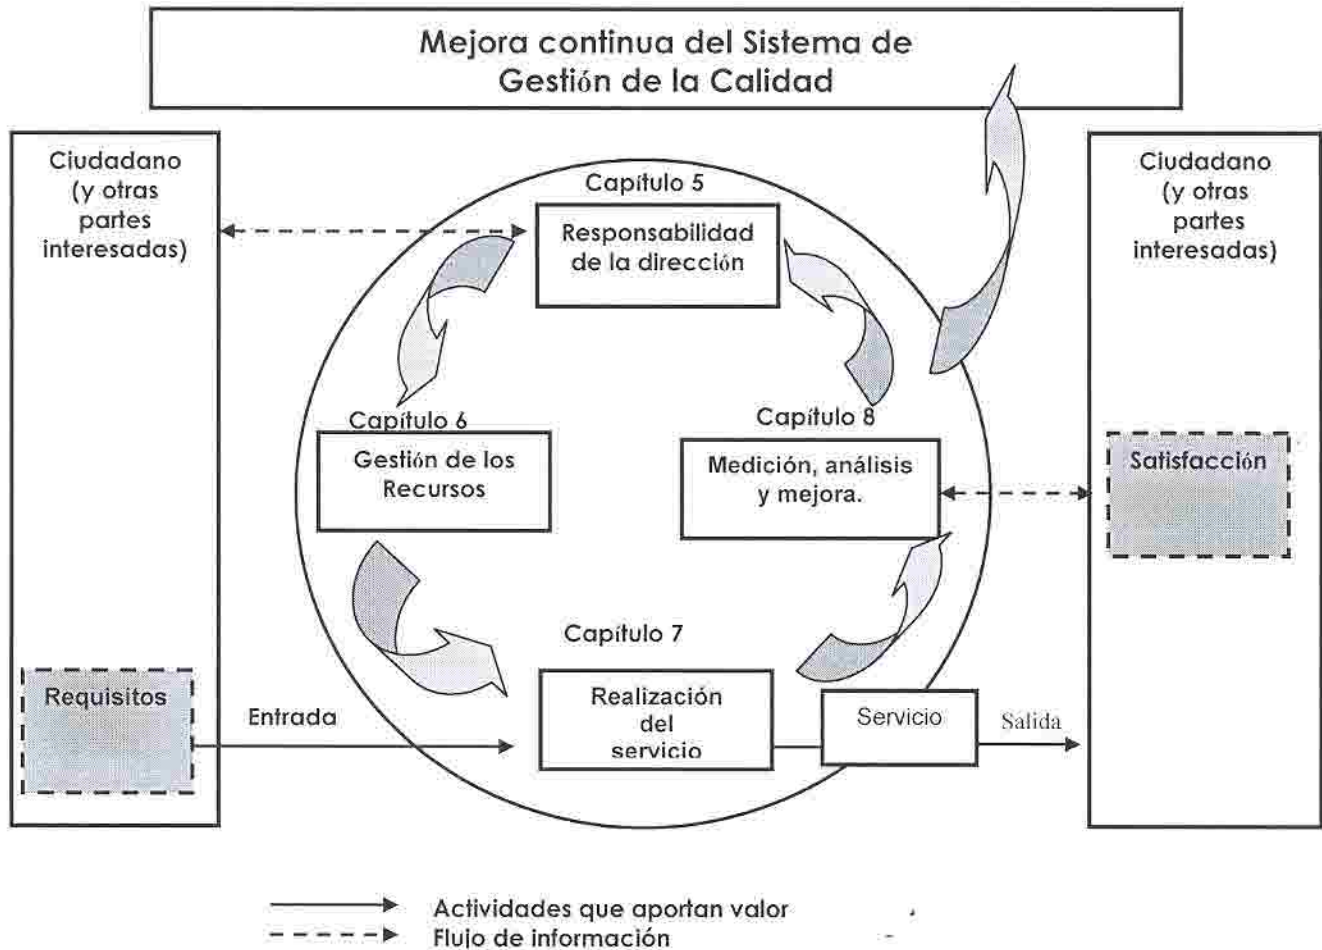 Mejora continua del Sistema de
Gestión de la Calidad
Ciudadano
(y otras
partes
interesadas)
Capítulo 5
Responsabilidad
de la dirección
Ciudadano
(y otras
partes
interesadas)
Capítulo 6
Gestión de los
Recursos
Capítulo 8
Medición, análisis
y mejora.
Satisfacción
Capítulo 7
Requisitos
Entrada
Realización
del
servicio
Servicio
Salida
Actividades que aportan valor
Flujo de información